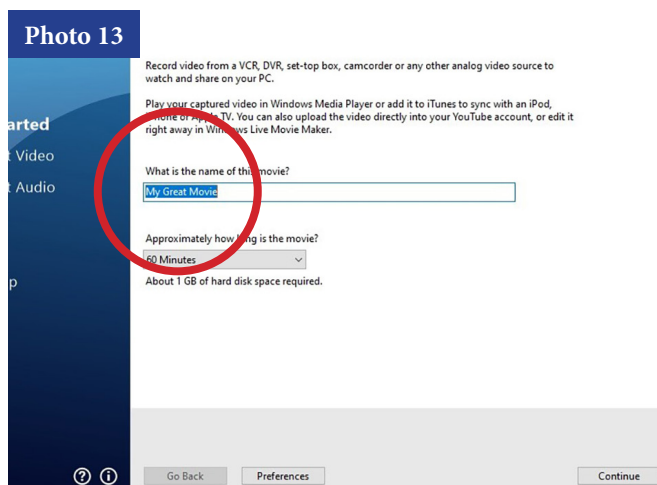 Photo 13
Record video from a VCR, DVR, set-top box, camcorder or any other analog video source to
watch and share on your PC.
Play your captured video in Windows Media Player or add it to iTunes to sync with an iPod,
iPhone or Apple TV. You can also upload the video directly into your YouTube account, or edit it
right away in Windows Live Movie Maker.
arted
t Video
t Audio
p
What is the name of this movie?
My Great Movie
Approximately how long is the movie?
60 Minutes
About 1 GB of hard disk space required.
? i
Go Back
Preferences
Continue